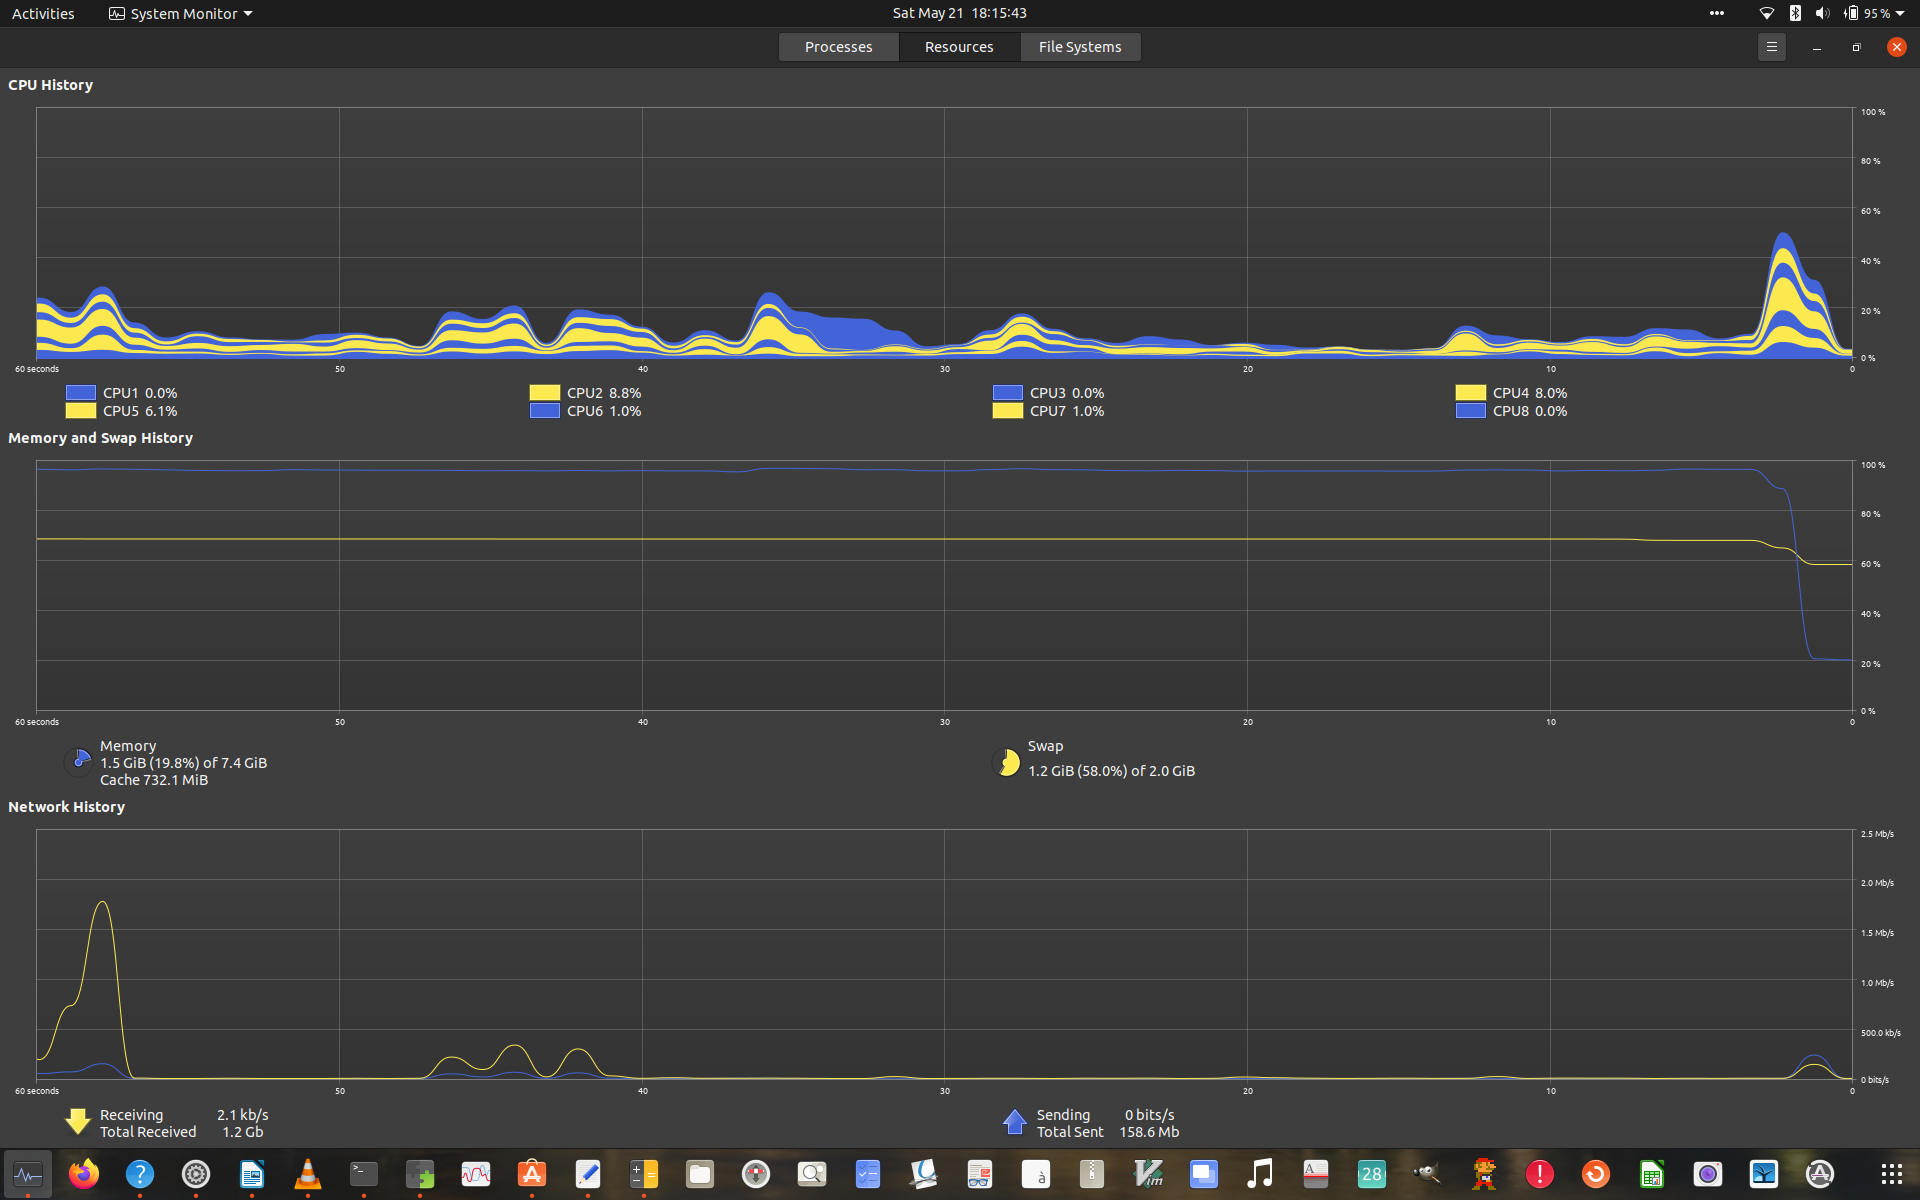 Activities System Monitor Sat May 21 18:15:43 95 %
Processes Resources File Systems
CPU History
100 %
80 %
60 %
40 %
20 %
0 %
60 seconds 50 40 30 20 10 0
CPU1 0.0% CPU2 8.8% CPU3 0.0% CPU4 8.0%
CPU5 6.1% CPU6 1.0% CPU7 1.0% CPU8 0.0%
Memory and Swap History
100 %
80 %
60 %
40 %
20 %
0 %
60 seconds 50 40 30 20 10 0
Memory Swap
1.5 GiB (19.8%) of 7.4 GiB 1.2 GiB (58.0%) of 2.0 GiB
Cache 732.1 MiB
Network History
2.5 Mb/s
2.0 Mb/s
1.5 Mb/s
1.0 Mb/s
500.0 kb/s
0 bits/s
60 seconds 50 40 30 20 10 0
Receiving 2.1 kb/s Sending 0 bits/s
Total Received 1.2 Gb Total Sent 158.6 Mb
? >_ à Vim A 28 !